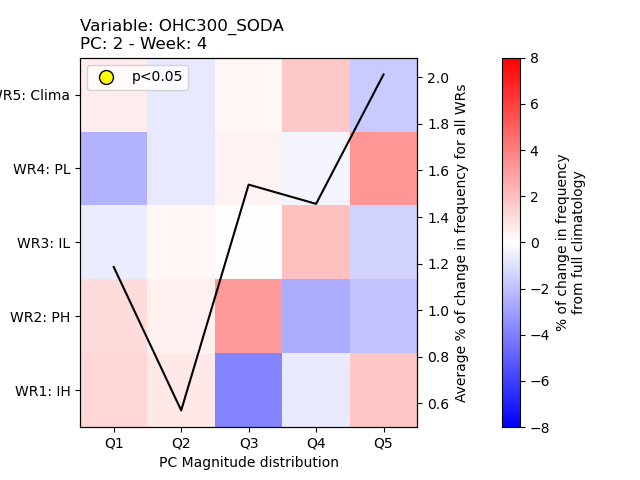 Variable: OHC300_SODA
PC: 2 - Week: 4
p<0.05
WR5: Clima
WR4: PL
WR3: IL
WR2: PH
WR1: IH
Q1 Q2 Q3 Q4 Q5
PC Magnitude distribution
2.0
1.8
1.6
1.4
1.2
1.0
0.8
0.6
Average % of change in frequency for all WRs
8
6
4
2
0
−2
−4
−6
−8
% of change in frequency
from full climatology